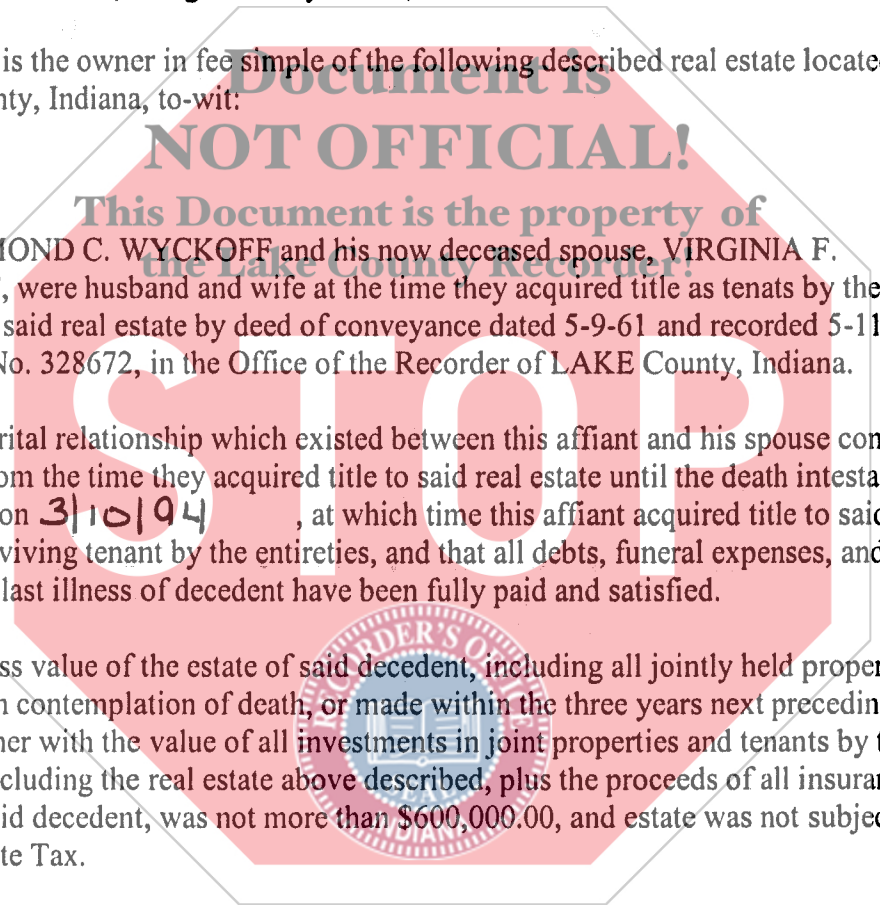 is the owner in fee simple of the following described real estate locate
nty, Indiana, to-wit:
Document is
NOT OFFICIAL!
This Document is the property of
the Lake County Recorder!
MOND C. WYCKOFF and his now deceased spouse, VIRGINIA F.
, were husband and wife at the time they acquired title as tenats by the
said real estate by deed of conveyance dated 5-9-61 and recorded 5-11
No. 328672, in the Office of the Recorder of LAKE County, Indiana.
STOP
rital relationship which existed between this affiant and his spouse con
om the time they acquired title to said real estate until the death intesta
on 3|10|94 , at which time this affiant acquired title to said
viving tenant by the entireties, and that all debts, funeral expenses, and
last illness of decedent have been fully paid and satisfied.
RECORDER'S OFFICE
ss value of the estate of said decedent, including all jointly held proper
n contemplation of death, or made within the three years next precedin
her with the value of all investments in joint properties and tenants by t
cluding the real estate above described, plus the proceeds of all insuran
id decedent, was not more than $600,000.00, and estate was not subjec
te Tax.
INDIANA